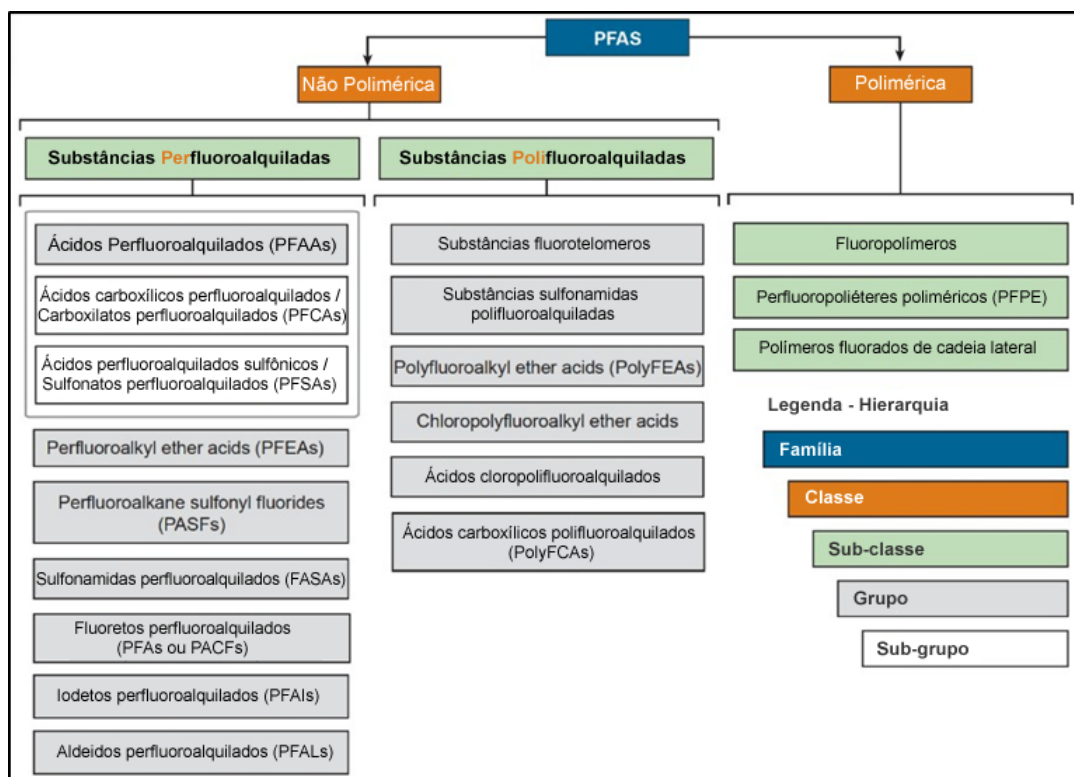 PFAS
Não Polimérica
Polimérica
Substâncias Perfluoroalquiladas
Substâncias Polifluoroalquiladas
Ácidos Perfluoroalquilados (PFAAs)
Ácidos carboxílicos perfluoroalquilados /
Carboxilatos perfluoroalquilados (PFCAs)
Ácidos perfluoroalquilados sulfônicos /
Sulfonatos perfluoroalquilados (PFSAs)
Perfluoroalkyl ether acids (PFEAs)
Perfluoroalkane sulfonyl fluorides
(PASFs)
Sulfonamidas perfluoroalquilados (FASAs)
Fluoretos perfluoroalquilados
(PFAs ou PACFs)
Iodetos perfluoroalquilados (PFAIs)
Aldeidos perfluoroalquilados (PFALs)
Substâncias fluorotelomeros
Substâncias sulfonamidas
polifluoroalquiladas
Polyfluoroalkyl ether acids (PolyFEAs)
Chloropolyfluoroalkyl ether acids
Ácidos cloropolifluoroalquilados
Ácidos carboxílicos polifluoroalquilados
(PolyFCAs)
Fluoropolímeros
Perfluoropoliéteres poliméricos (PFPE)
Polímeros fluorados de cadeia lateral
Legenda - Hierarquia
Família
Classe
Sub-classe
Grupo
Sub-grupo